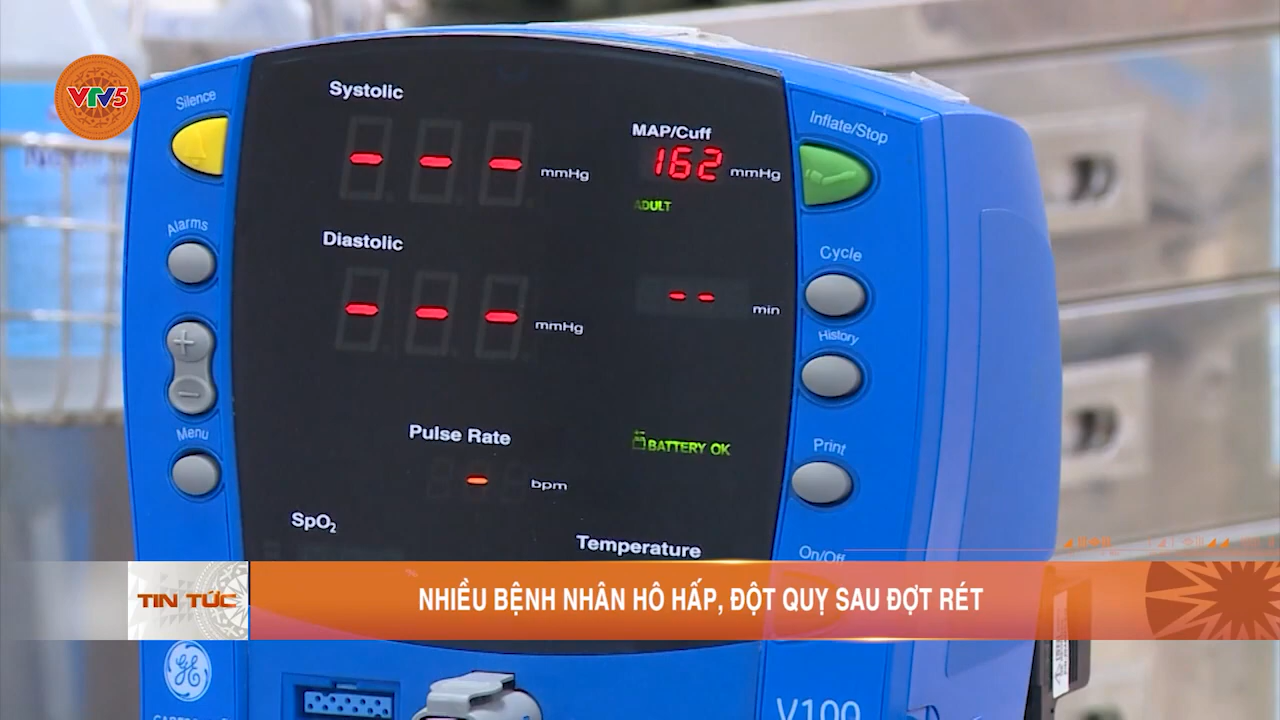 VTV5
Silence
Systolic
mmHg
MAP/Cuff
162 mmHg
ADULT
Inflate/Stop
Alarms
Diastolic
mmHg
Cycle
-- min
History
+
−
Menu
Pulse Rate
- bpm
BATTERY OK
Print
SpO₂
Temperature
On/Off
TIN TỨC
NHIỀU BỆNH NHÂN HÔ HẤP, ĐỘT QUỴ SAU ĐỢT RÉT
GE
V100